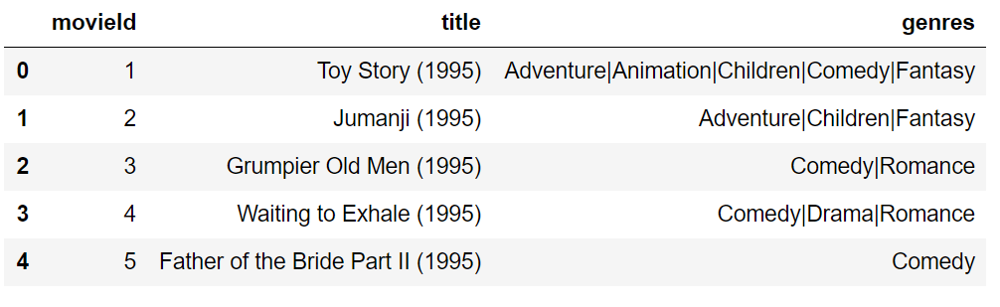 movieId title genres
0 1 Toy Story (1995) Adventure|Animation|Children|Comedy|Fantasy
1 2 Jumanji (1995) Adventure|Children|Fantasy
2 3 Grumpier Old Men (1995) Comedy|Romance
3 4 Waiting to Exhale (1995) Comedy|Drama|Romance
4 5 Father of the Bride Part II (1995) Comedy